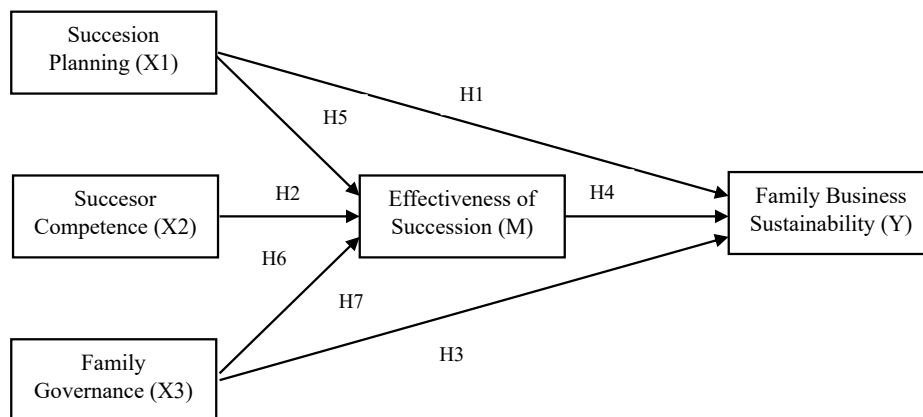 Succesion
Planning (X1)
H1
H5
Succesor
Competence (X2)
H2
Effectiveness of
Succession (M)
H4
Family Business
Sustainability (Y)
H6
H7
H3
Family
Governance (X3)